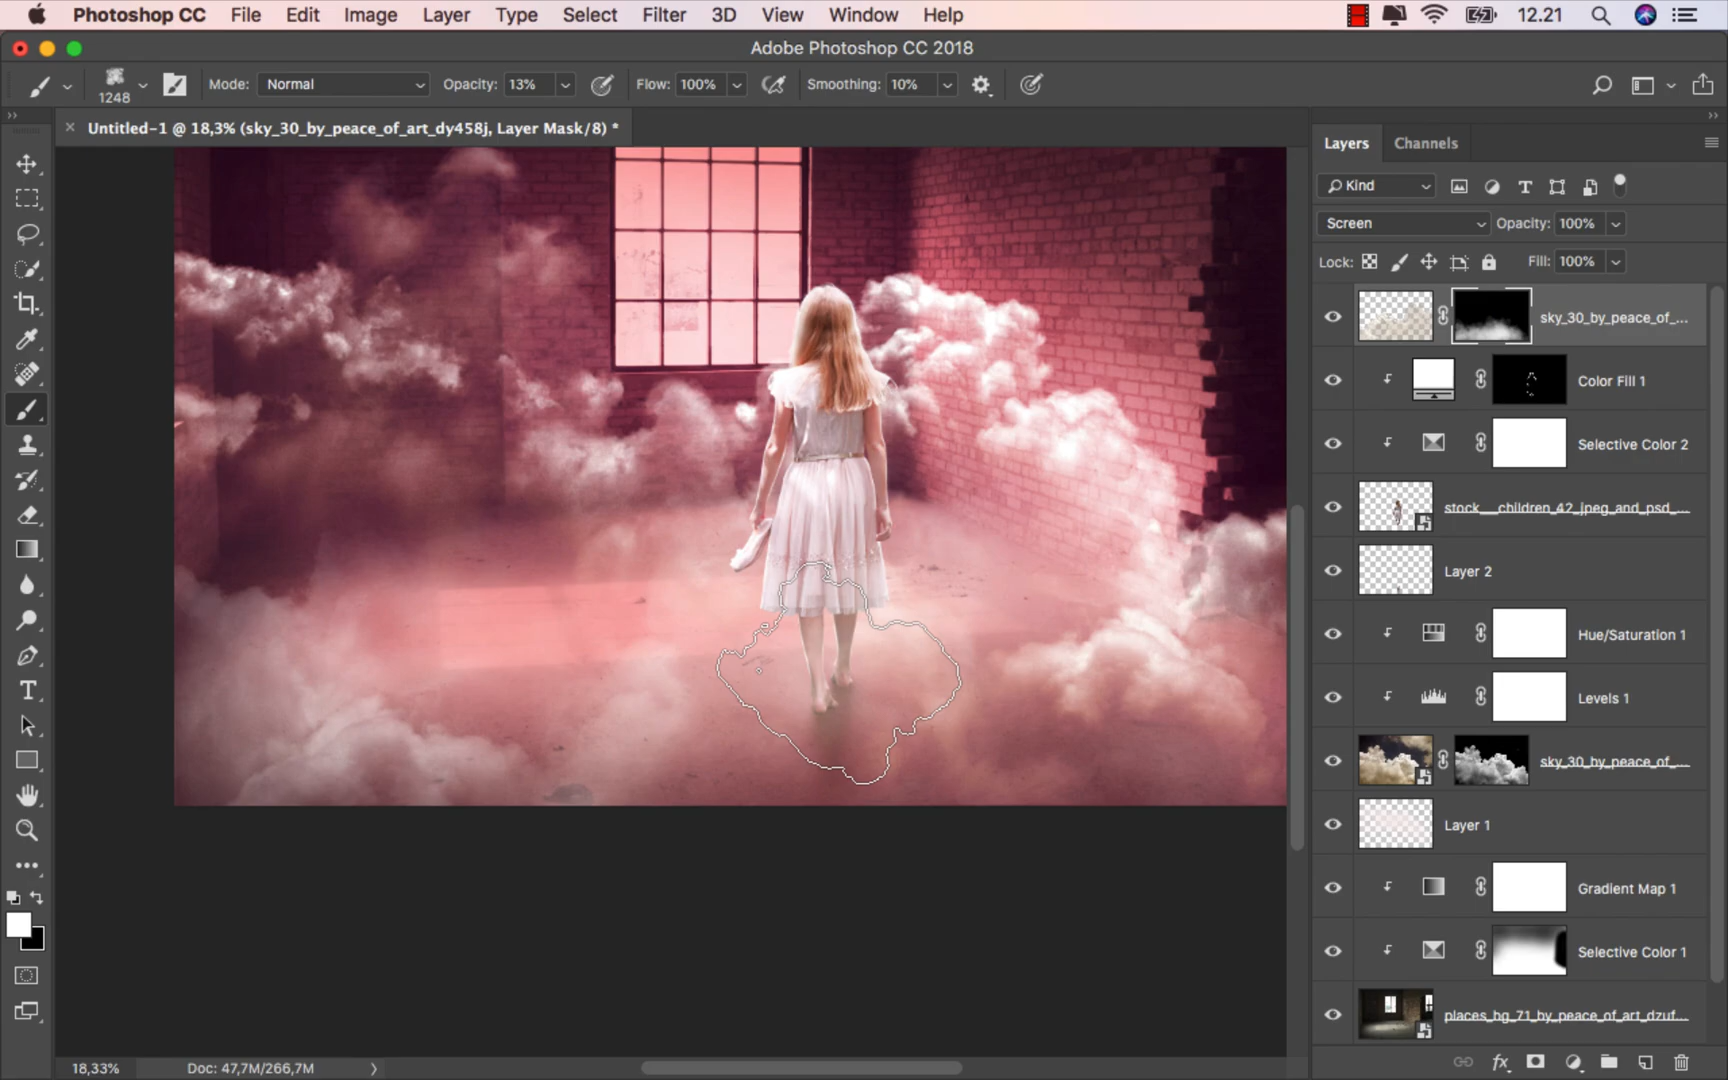 Photoshop CC File Edit Image Layer Type Select Filter 3D View Window Help 12.21
Adobe Photoshop CC 2018
1248 Mode: Normal Opacity: 13% Flow: 100% Smoothing: 10%
× Untitled-1 @ 18,3% (sky_30_by_peace_of_art_dy458j, Layer Mask/8) *
Layers Channels
Kind
Screen Opacity: 100%
Lock: Fill: 100%
sky_30_by_peace_of_...
Color Fill 1
Selective Color 2
stock__children_42_jpeg_and_psd_...
Layer 2
Hue/Saturation 1
Levels 1
sky_30_by_peace_of_...
Layer 1
Gradient Map 1
Selective Color 1
places_bg_71_by_peace_of_art_dzuf...
18,33% Doc: 47,7M/266,7M
fx